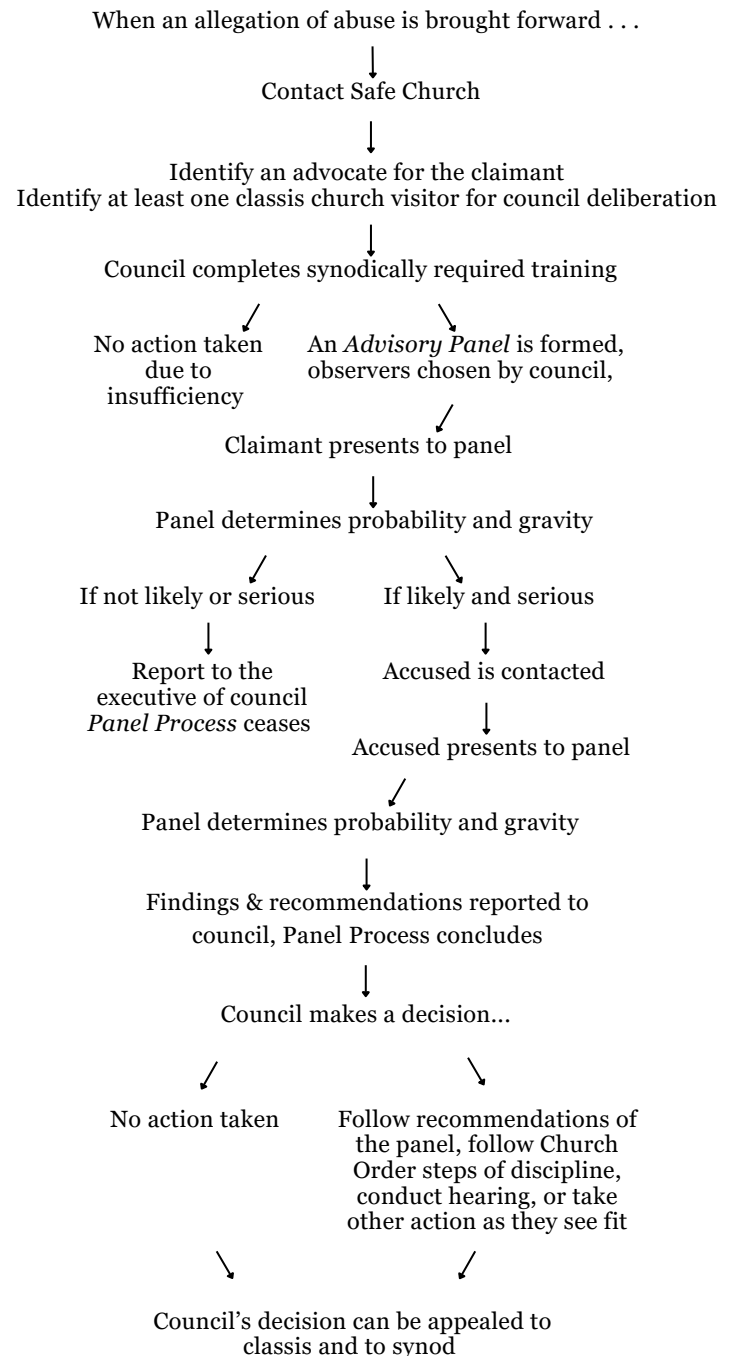 When an allegation of abuse is brought forward . . .
Contact Safe Church
Identify an advocate for the claimant
Identify at least one classis church visitor for council deliberation
Council completes synodically required training
No action taken
due to
insufficiency
An Advisory Panel is formed,
observers chosen by council,
Claimant presents to panel
Panel determines probability and gravity
If not likely or serious
If likely and serious
Report to the
executive of council
Panel Process ceases
Accused is contacted
Accused presents to panel
Panel determines probability and gravity
Findings & recommendations reported to
council, Panel Process concludes
Council makes a decision...
No action taken
Follow recommendations of
the panel, follow Church
Order steps of discipline,
conduct hearing, or take
other action as they see fit
Council’s decision can be appealed to
classis and to synod